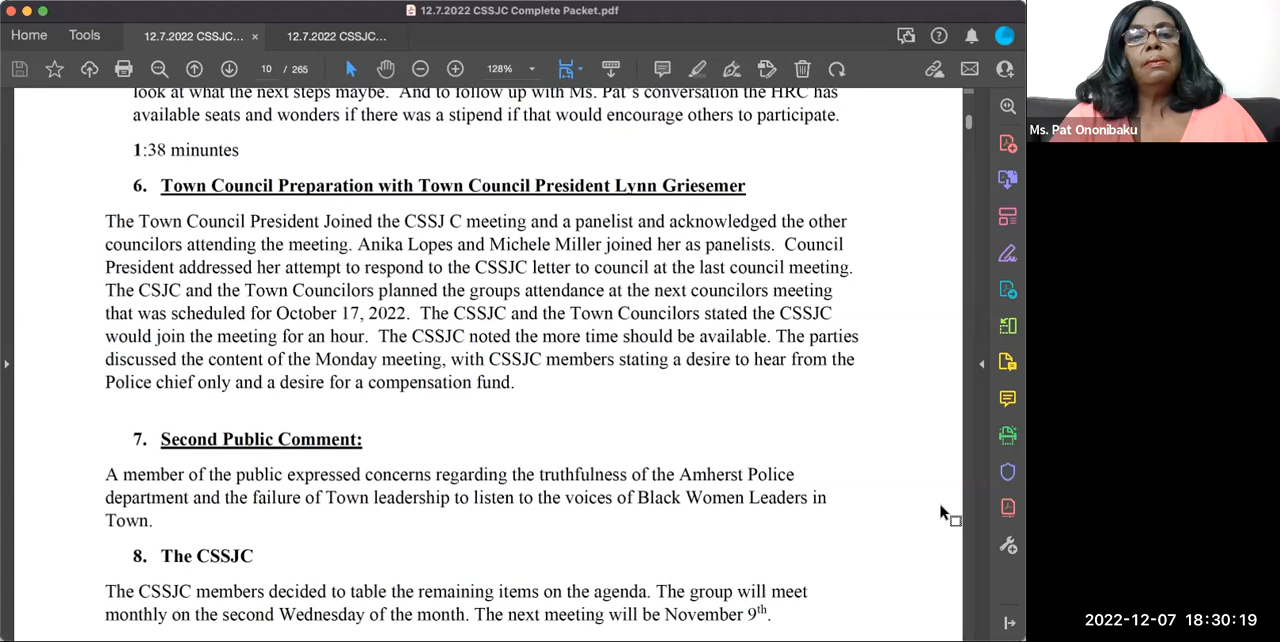 12.7.2022 CSSJC Complete Packet.pdf
Home Tools 12.7.2022 CSSJC... × 12.7.2022 CSSJC...
10 / 265 128%
look at what the next steps maybe. And to follow up with Ms. Pat's conversation the HRC has
available seats and wonders if there was a stipend if that would encourage others to participate.
1:38 minuntes
6. Town Council Preparation with Town Council President Lynn Griesemer
The Town Council President Joined the CSSJ C meeting and a panelist and acknowledged the other
councilors attending the meeting. Anika Lopes and Michele Miller joined her as panelists. Council
President addressed her attempt to respond to the CSSJC letter to council at the last council meeting.
The CSJC and the Town Councilors planned the groups attendance at the next councilors meeting
that was scheduled for October 17, 2022. The CSSJC and the Town Councilors stated the CSSJC
would join the meeting for an hour. The CSSJC noted the more time should be available. The parties
discussed the content of the Monday meeting, with CSSJC members stating a desire to hear from the
Police chief only and a desire for a compensation fund.
7. Second Public Comment:
A member of the public expressed concerns regarding the truthfulness of the Amherst Police
department and the failure of Town leadership to listen to the voices of Black Women Leaders in
Town.
8. The CSSJC
The CSSJC members decided to table the remaining items on the agenda. The group will meet
monthly on the second Wednesday of the month. The next meeting will be November 9th.
Ms. Pat Ononibaku
2022-12-07 18:30:19